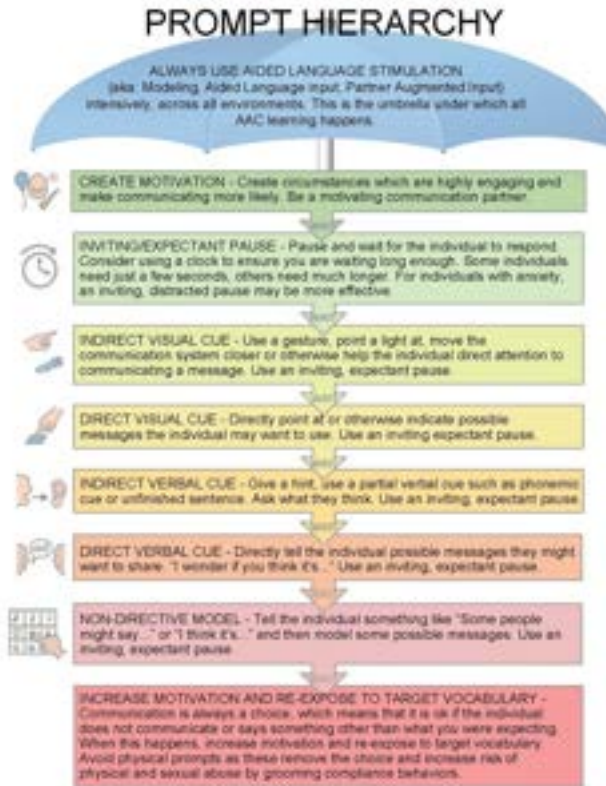 PROMPT HIERARCHY
ALWAYS USE AIDED LANGUAGE STIMULATION
(aka: Modeling, Aided Language Input, Partner Augmented Input)
intensively, across all environments. This is the umbrella under which all
AAC learning happens.
CREATE MOTIVATION - Create circumstances which are highly engaging and
make communicating more likely. Be a motivating communication partner.
INVITING/EXPECTANT PAUSE - Pause and wait for the individual to respond.
Consider using a clock to ensure you are waiting long enough. Some individuals
need just a few seconds, others need much longer. For individuals with anxiety,
an inviting, distracted pause may be more effective.
INDIRECT VISUAL CUE - Use a gesture, point a light at, move the
communication system closer or otherwise help the individual direct attention to
communicating a message. Use an inviting, expectant pause.
DIRECT VISUAL CUE - Directly point at or otherwise indicate possible
messages the individual may want to use. Use an inviting expectant pause.
INDIRECT VERBAL CUE - Give a hint, use a partial verbal cue such as phonemic
cue or unfinished sentence. Ask what they think. Use an inviting, expectant pause
DIRECT VERBAL CUE - Directly tell the individual possible messages they might
want to share. "I wonder if you think it's..." Use an inviting, expectant pause.
NON-DIRECTIVE MODEL - Tell the individual something like "Some people
might say..." or "I think it's..." and then model some possible messages. Use an
inviting, expectant pause
INCREASE MOTIVATION AND RE-EXPOSE TO TARGET VOCABULARY -
Communication is always a choice, which means that it is ok if the individual
does not communicate or says something other than what you were expecting.
When this happens, increase motivation and re-expose to target vocabulary.
Avoid physical prompts as these remove the choice and increase risk of
physical and sexual abuse by grooming compliance behaviors.